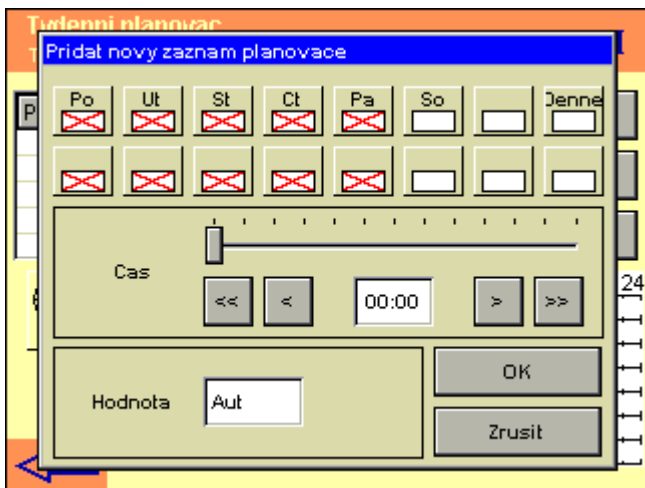 Tydenni planovac
Pridat novy zaznam planovace
Po Ut St Ct Pa So Denne
Cas
<< < 00:00 > >>
24
Hodnota Aut
OK
Zrusit